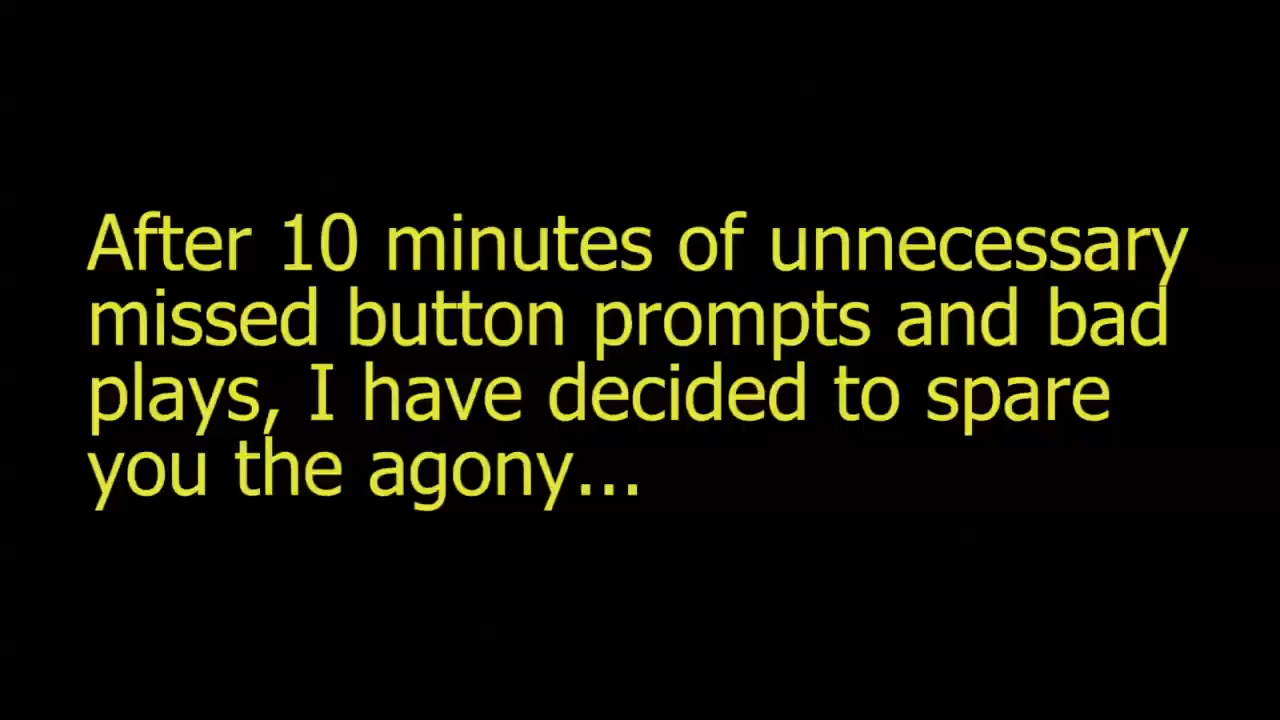 After 10 minutes of unnecessary
missed button prompts and bad
plays, I have decided to spare
you the agony...